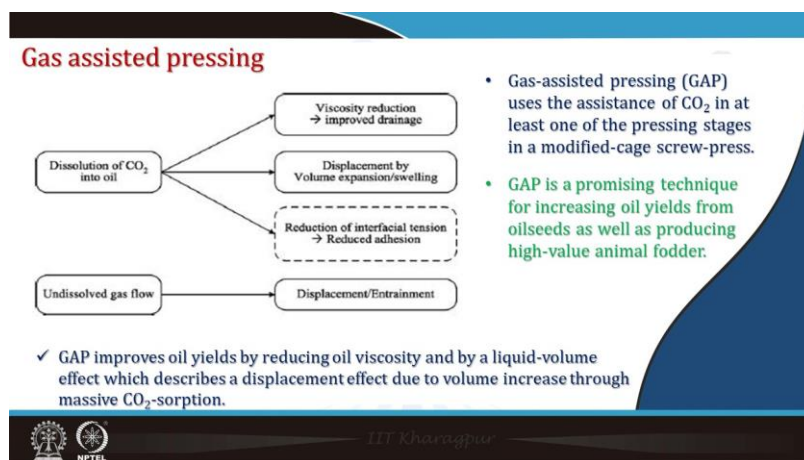 Gas assisted pressing
Viscosity reduction
→ improved drainage
Dissolution of CO₂
into oil
Displacement by
Volume expansion/swelling
Reduction of interfacial tension
→ Reduced adhesion
Undissolved gas flow
Displacement/Entrainment
• Gas-assisted pressing (GAP)
uses the assistance of CO₂ in at
least one of the pressing stages
in a modified-cage screw-press.
• GAP is a promising technique
for increasing oil yields from
oilseeds as well as producing
high-value animal fodder.
✓ GAP improves oil yields by reducing oil viscosity and by a liquid-volume
effect which describes a displacement effect due to volume increase through
massive CO₂-sorption.
IIT Kharagpur
NPTEL